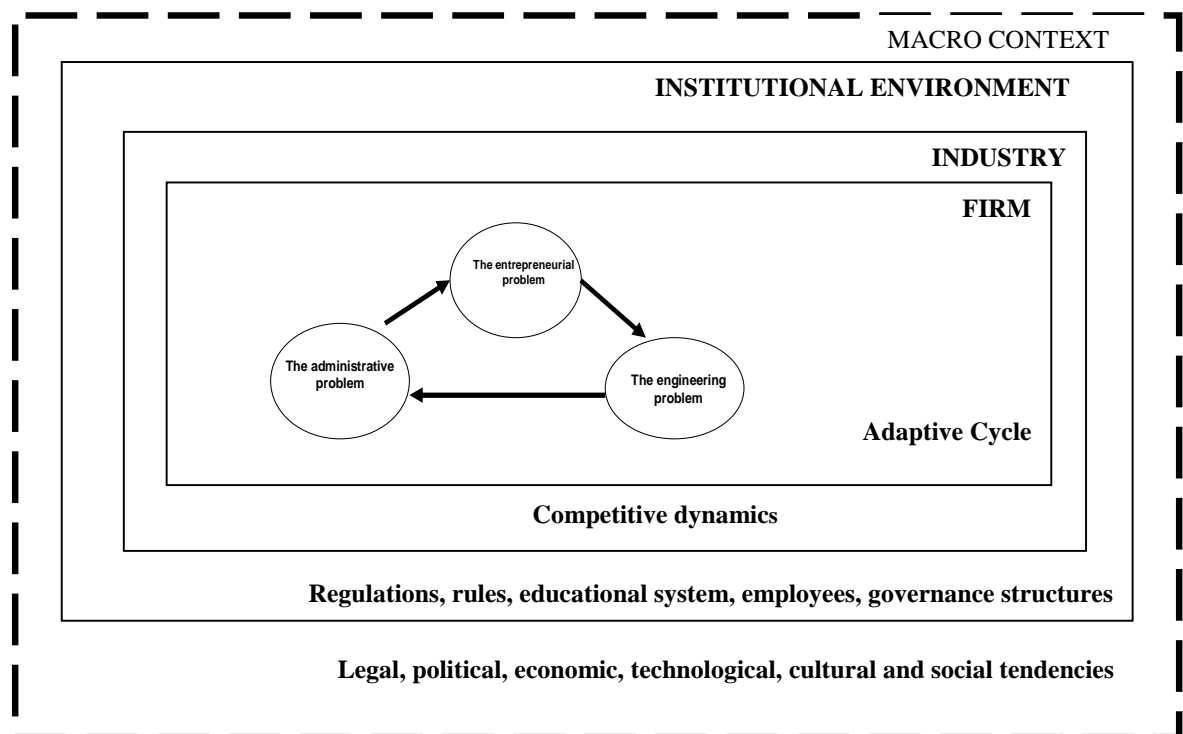 MACRO CONTEXT
INSTITUTIONAL ENVIRONMENT
INDUSTRY
FIRM
The entrepreneurial
problem
The administrative
problem
The engineering
problem
Adaptive Cycle
Competitive dynamics
Regulations, rules, educational system, employees, governance structures
Legal, political, economic, technological, cultural and social tendencies